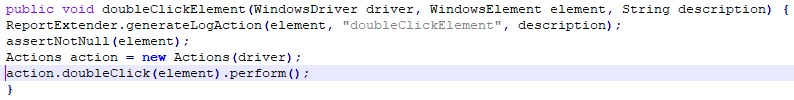 public void doubleClickElement(WindowsDriver driver, WindowsElement element, String description) {
ReportExtender.generateLogAction(element, "doubleClickElement", description);
assertNotNull(element);
Actions action = new Actions(driver);
action.doubleClick(element).perform();
}